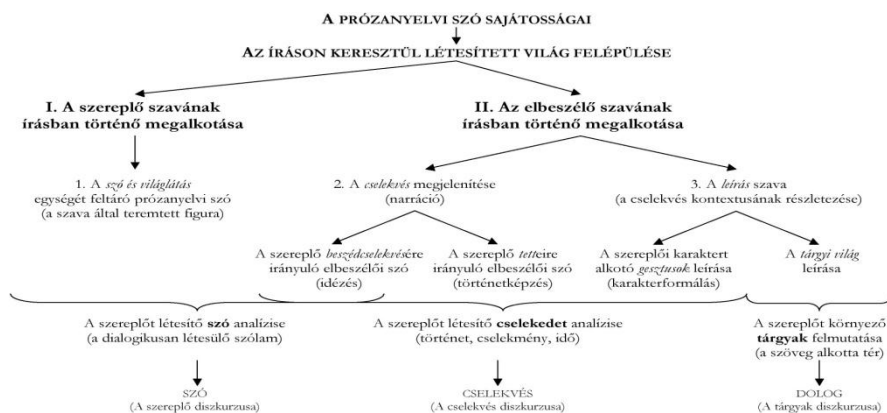 A PRÓZANYELVI SZÓ SAJÁTOSSÁGAI
AZ ÍRÁSON KERESZTÜL LÉTESÍTETT VILÁG FELÉPÜLÉSE
I. A szereplő szavának
írásban történő megalkotása
II. Az elbeszélő szavának
írásban történő megalkotása
1. A szó és világlátás
egységét feltáró prózanyelvi szó
(a szava által teremtett figura)
2. A cselekvés megjelenítése
(narráció)
3. A leírás szava
(a cselekvés kontextusának részletezése)
A szereplő beszédcselekvésére
irányuló elbeszélői szó
(idézés)
A szereplő tetteire
irányuló elbeszélői szó
(történetképzés)
A szereplői karaktert
alkotó gesztusok leírása
(karakterformálás)
A tárgyi világ
leírása
A szereplőt létesítő szó analízise
(a dialogikusan létesülő szólam)
A szereplőt létesítő cselekedet analízise
(történet, cselekmény, idő)
A szereplőt környező
tárgyak felmutatása
(a szöveg alkotta tér)
SZÓ
(A szereplő diszkurzusa)
CSELEKVÉS
(A cselekvés diszkurzusa)
DOLOG
(A tárgyak diszkurzusa)